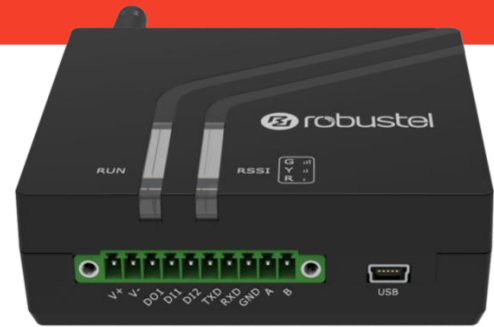 robustel
RUN
RSSI
G
Y
R
V+ V- DO1 DI1 DI2 TXD RXD GND A B
USB